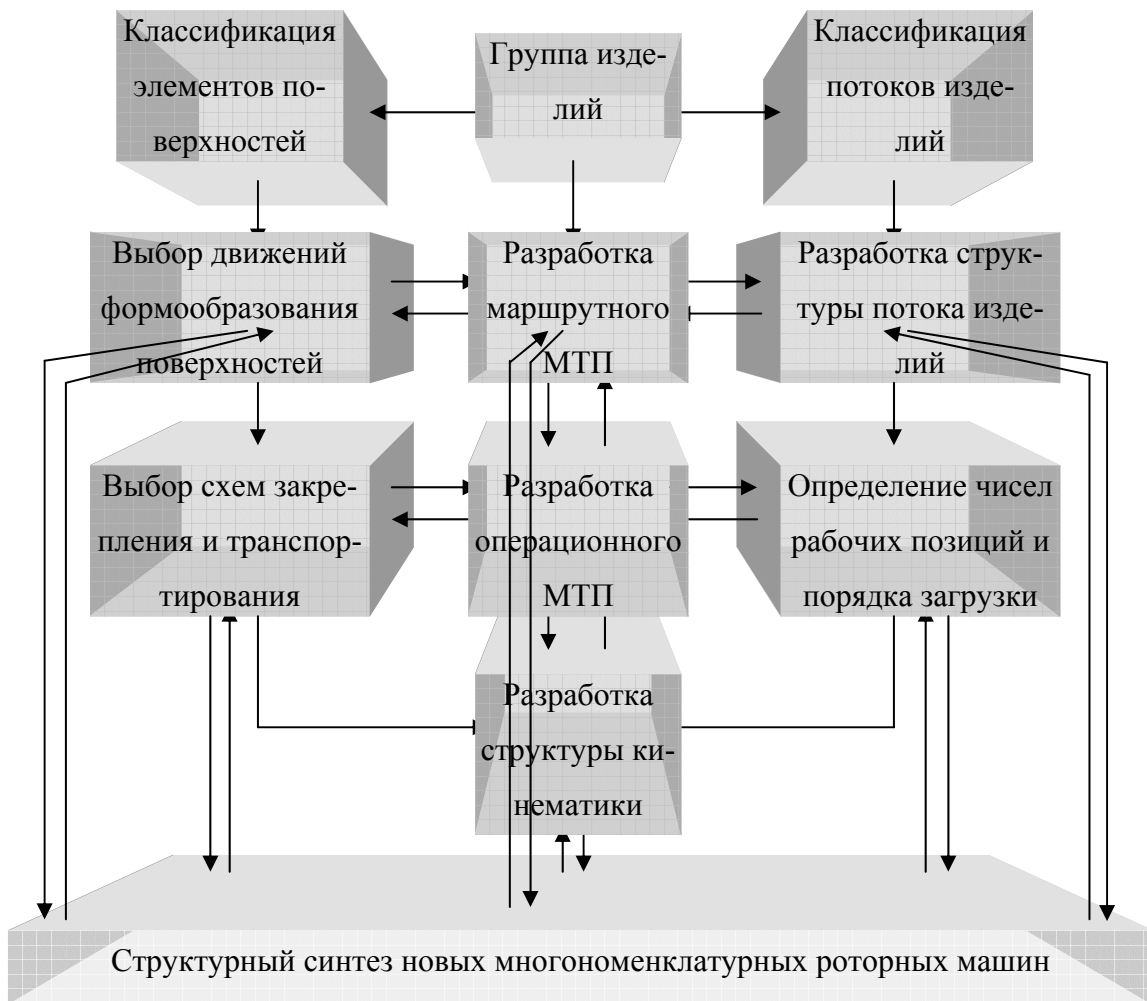 Классификация
элементов по-
верхностей
Группа изде-
лий
Классификация
потоков изде-
лий
Выбор движений
формообразования
поверхностей
Разработка
маршрутного
МТП
Разработка струк-
туры потока изде-
лий
Выбор схем закре-
пления и транспор-
тирования
Разработка
операционного
МТП
Определение чисел
рабочих позиций и
порядка загрузки
Разработка
структуры ки-
нематики
Структурный синтез новых многономенклатурных роторных машин